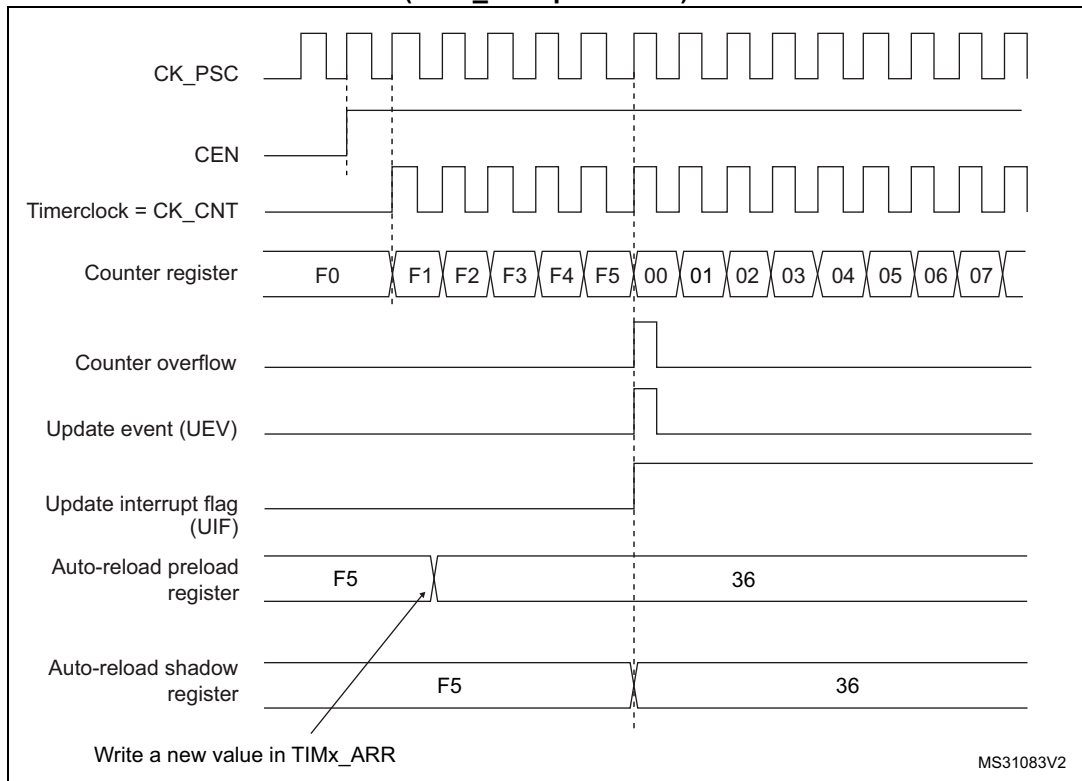 CK_PSC
CEN
Timerclock = CK_CNT
Counter register
F0 F1 F2 F3 F4 F5 00 01 02 03 04 05 06 07
Counter overflow
Update event (UEV)
Update interrupt flag
(UIF)
Auto-reload preload
register
F5 36
Auto-reload shadow
register
F5 36
Write a new value in TIMx_ARR
MS31083V2